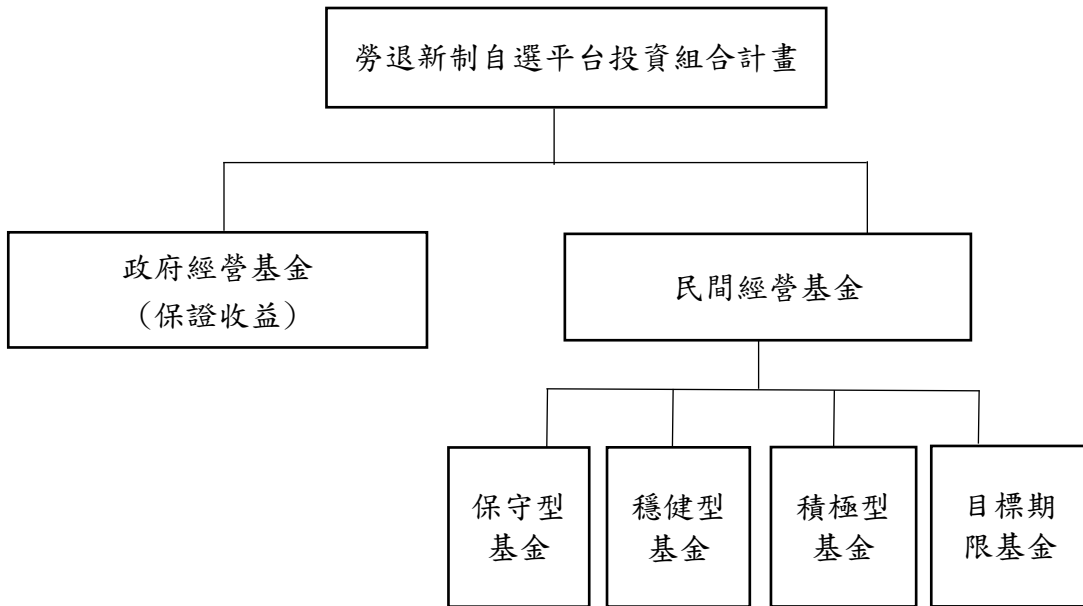 勞退新制自選平台投資組合計畫
政府經營基金
（保證收益）
民間經營基金
保守型
基金
穩健型
基金
積極型
基金
目標期
限基金